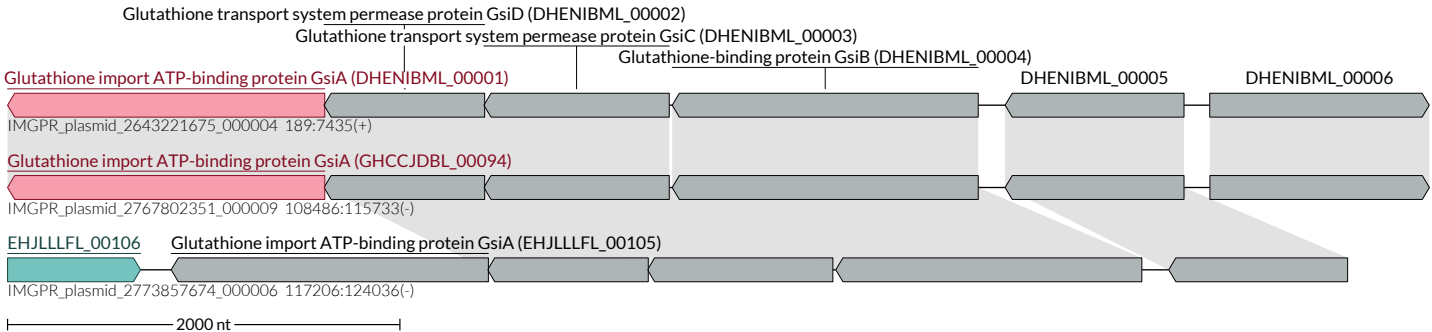 Glutathione transport system permease protein GsiD (DHENIBML_00002)
Glutathione transport system permease protein GsiC (DHENIBML_00003)
Glutathione-binding protein GsiB (DHENIBML_00004)
Glutathione import ATP-binding protein GsiA (DHENIBML_00001) DHENIBML_00005 DHENIBML_00006
IMGPR_plasmid_2643221675_000004 189:7435(+)
Glutathione import ATP-binding protein GsiA (GHCCJDBL_00094)
IMGPR_plasmid_2767802351_000009 108486:115733(-)
EHJLLLFL_00106 Glutathione import ATP-binding protein GsiA (EHJLLLFL_00105)
IMGPR_plasmid_2773857674_000006 117206:124036(-)
2000 nt